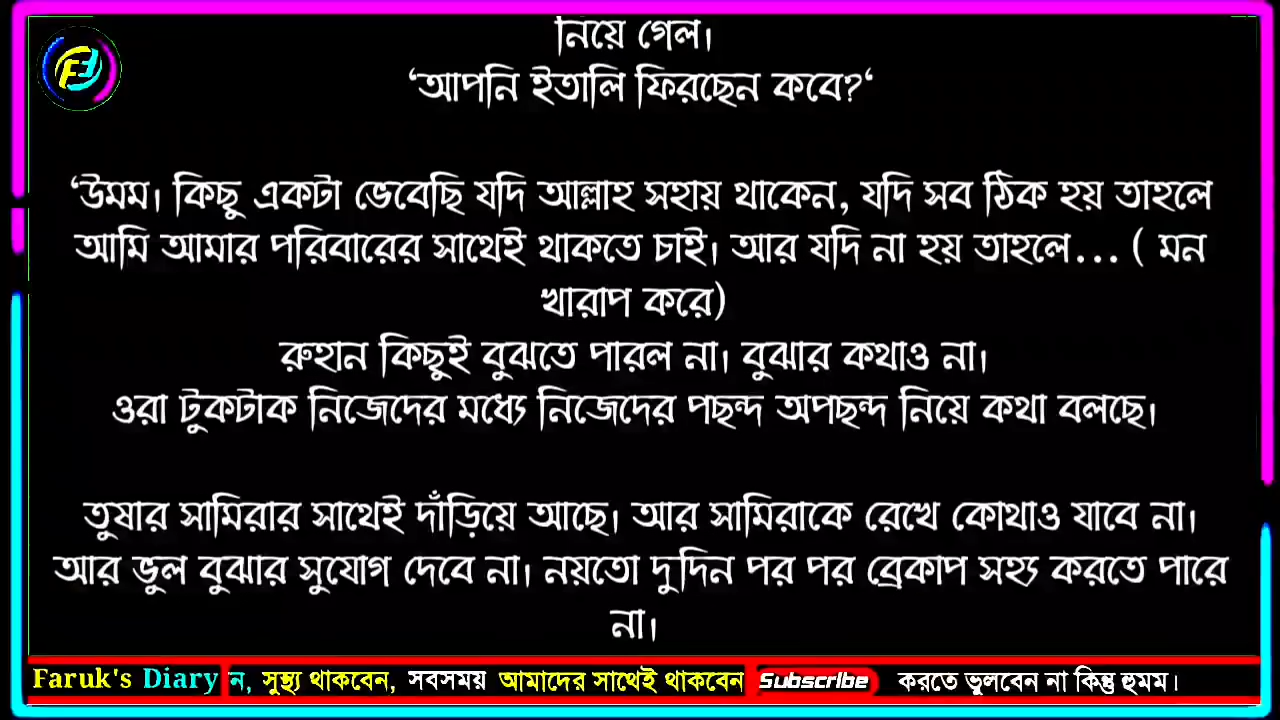 নিয়ে গেল।
‘আপনি ইতালি ফিরছেন কবে?‘
‘উমম। কিছু একটা ভেবেছি যদি আল্লাহ সহায় থাকেন, যদি সব ঠিক হয় তাহলে
আমি আমার পরিবারের সাথেই থাকতে চাই। আর যদি না হয় তাহলে... ( মন
খারাপ করে)
রুহান কিছুই বুঝতে পারল না। বুঝার কথাও না।
ওরা টুকটাক নিজেদের মধ্যে নিজেদের পছন্দ অপছন্দ নিয়ে কথা বলছে।
তুষার সামিরার সাথেই দাঁড়িয়ে আছে। আর সামিরাকে রেখে কোথাও যাবে না।
আর ভুল বুঝার সুযোগ দেবে না। নয়তো দু'দিন পর পর ব্রেকাপ সহ্য করতে পারে
না।
Faruk's Diary ন, সুস্থ্য থাকবেন, সবসময় আমাদের সাথেই থাকবেন Subscribe করতে ভুলবেন না কিন্তু হুমম।